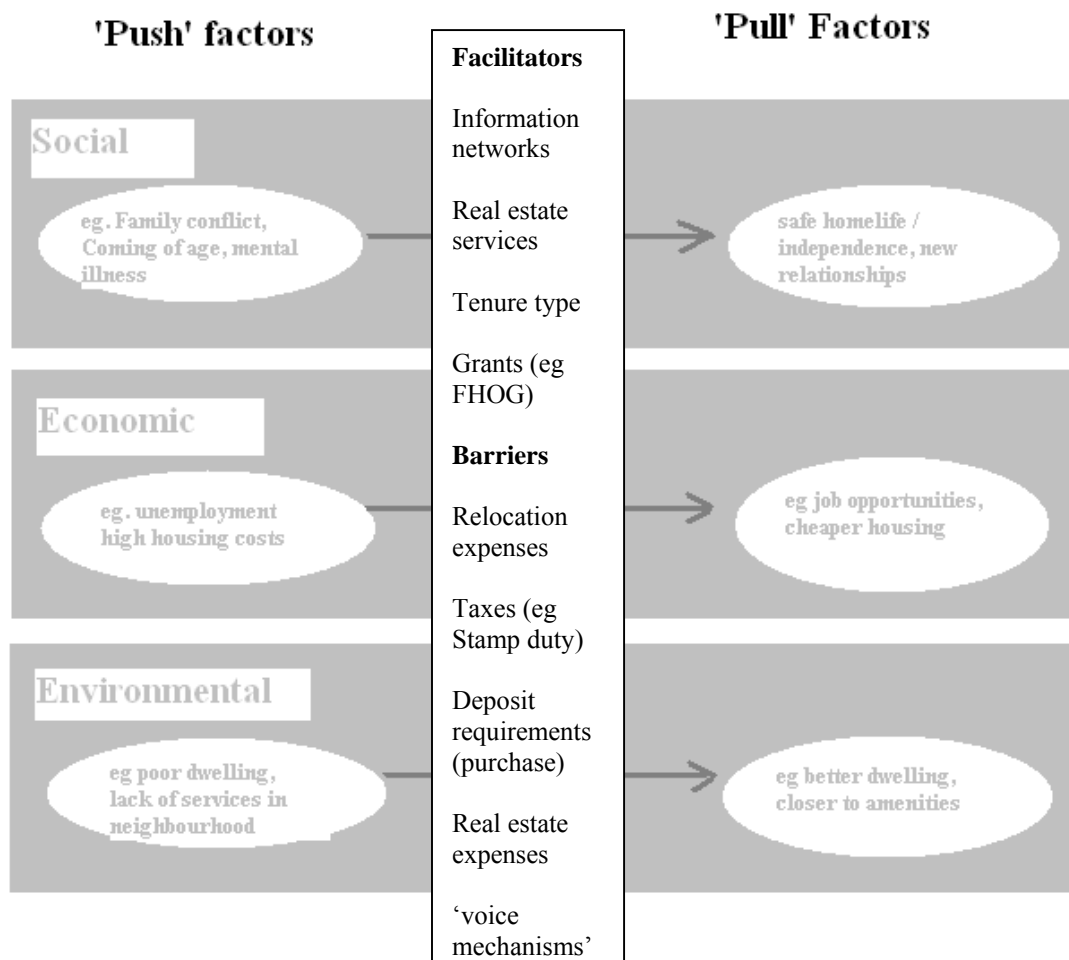 'Push' factors
'Pull' Factors
Social
eg. Family conflict,
Coming of age, mental
illness
safe homelife /
independence, new
relationships
Economic
eg. unemployment
high housing costs
eg job opportunities,
cheaper housing
Environmental
eg poor dwelling,
lack of services in
neighbourhood
eg better dwelling,
closer to amenities
Facilitators
Information
networks
Real estate
services
Tenure type
Grants (eg
FHOG)
Barriers
Relocation
expenses
Taxes (eg
Stamp duty)
Deposit
requirements
(purchase)
Real estate
expenses
‘voice
mechanisms’